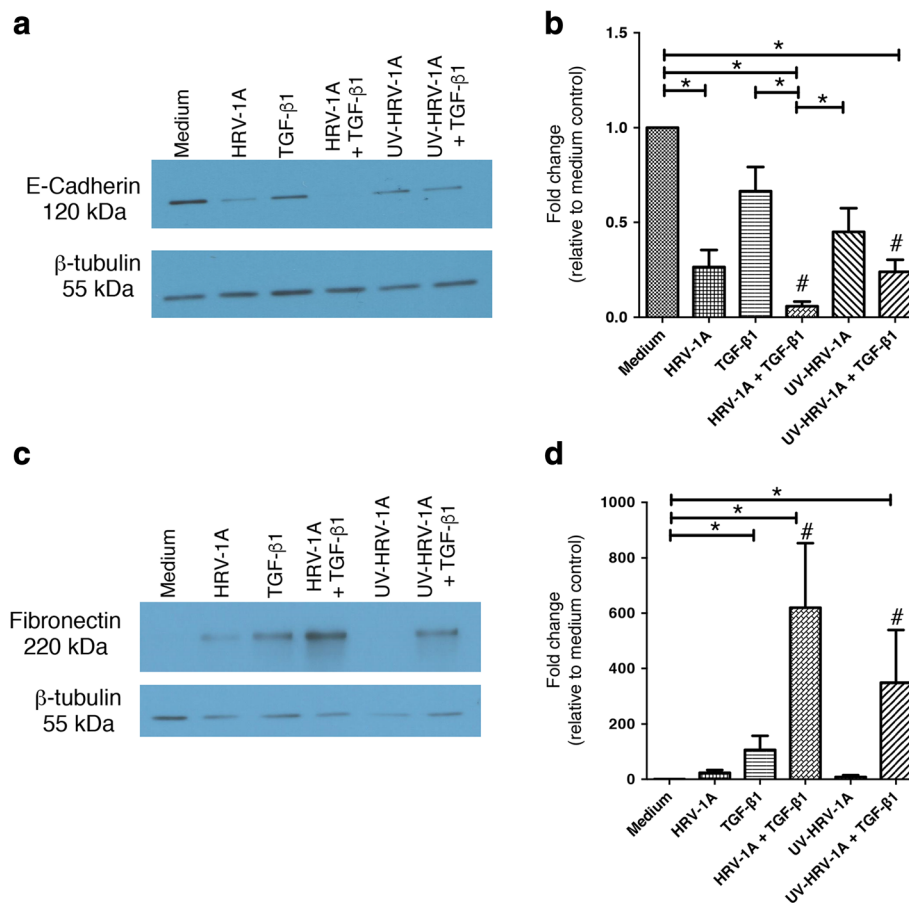 a
Medium
HRV-1A
TGF-β1
HRV-1A
+ TGF-β1
UV-HRV-1A
UV-HRV-1A
+ TGF-β1
E-Cadherin
120 kDa
β-tubulin
55 kDa
b
Fold change
(relative to medium control)
1.5
1.0
0.5
0.0
*
*
*
*
*
#
#
Medium
HRV-1A
TGF-β1
HRV-1A + TGF-β1
UV-HRV-1A
UV-HRV-1A + TGF-β1
c
Medium
HRV-1A
TGF-β1
HRV-1A
+ TGF-β1
UV-HRV-1A
UV-HRV-1A
+ TGF-β1
Fibronectin
220 kDa
β-tubulin
55 kDa
d
Fold change
(relative to medium control)
1000
800
600
400
200
0
*
*
*
#
#
Medium
HRV-1A
TGF-β1
HRV-1A + TGF-β1
UV-HRV-1A
UV-HRV-1A + TGF-β1